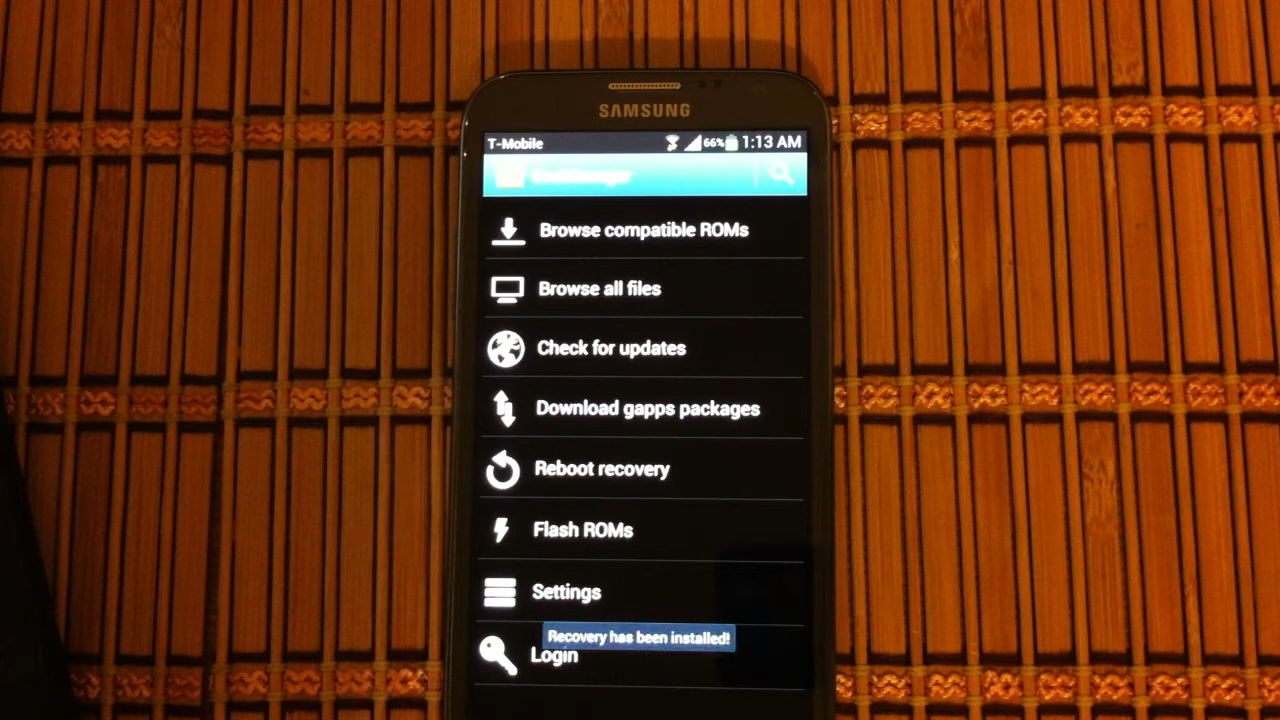 SAMSUNG
T-Mobile 66% 1:13 AM
Browse compatible ROMs
Browse all files
Check for updates
Download gapps packages
Reboot recovery
Flash ROMs
Settings
Recovery has been installed!
Login